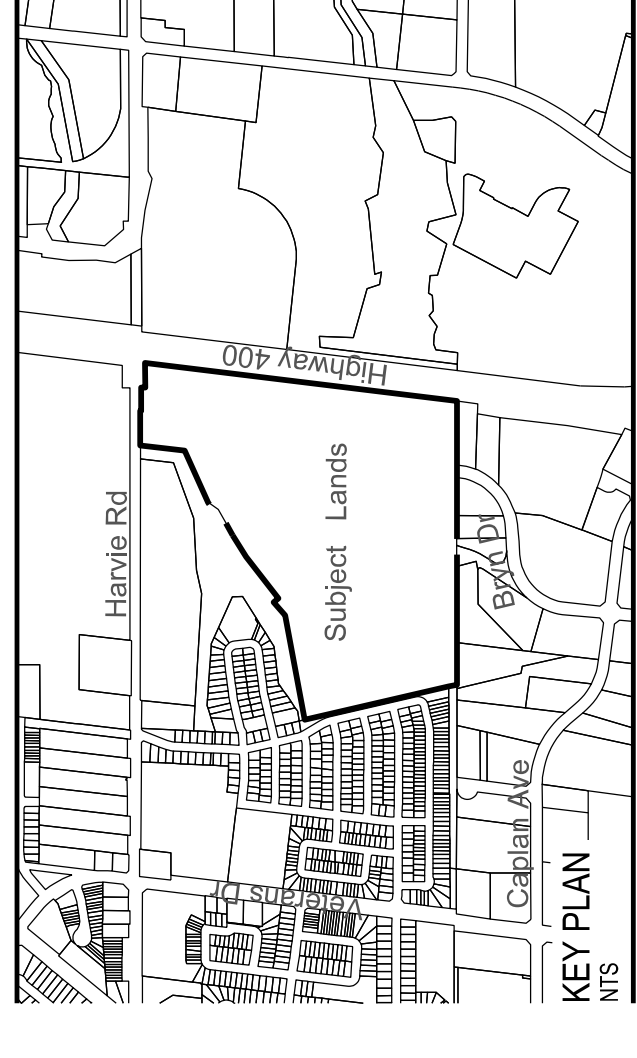 Highway 400
Harvie Rd
Subject Lands
Bryn Dr
Caplan Ave
Veterans Dr
KEY PLAN
NTS